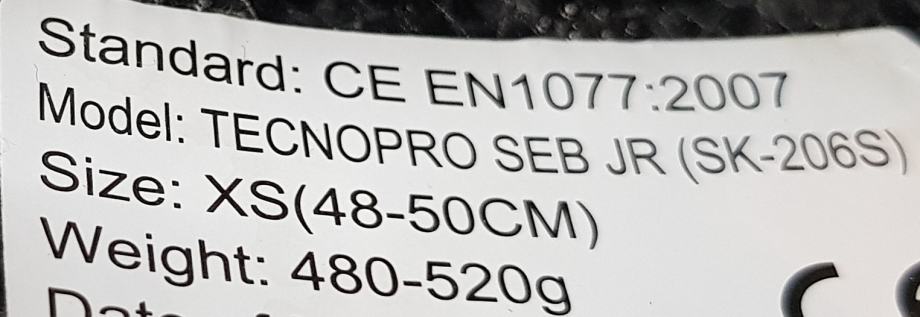 Standard: CE EN1077:2007
Model: TECNOPRO SEB JR (SK-206S)
Size: XS(48-50CM)
Weight: 480-520g